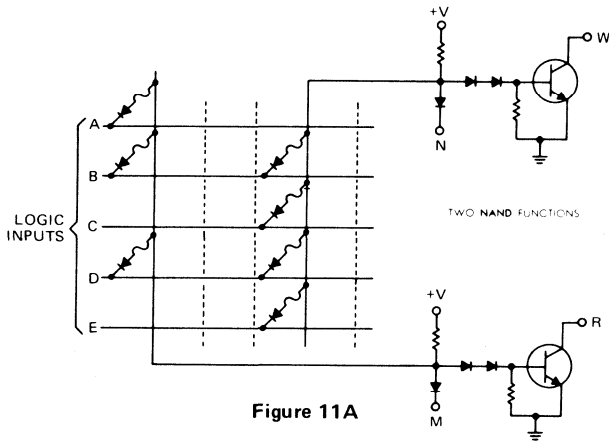 +V
W
N
A
B
C
D
E
LOGIC
INPUTS
TWO NAND FUNCTIONS
+V
R
M
Figure 11A